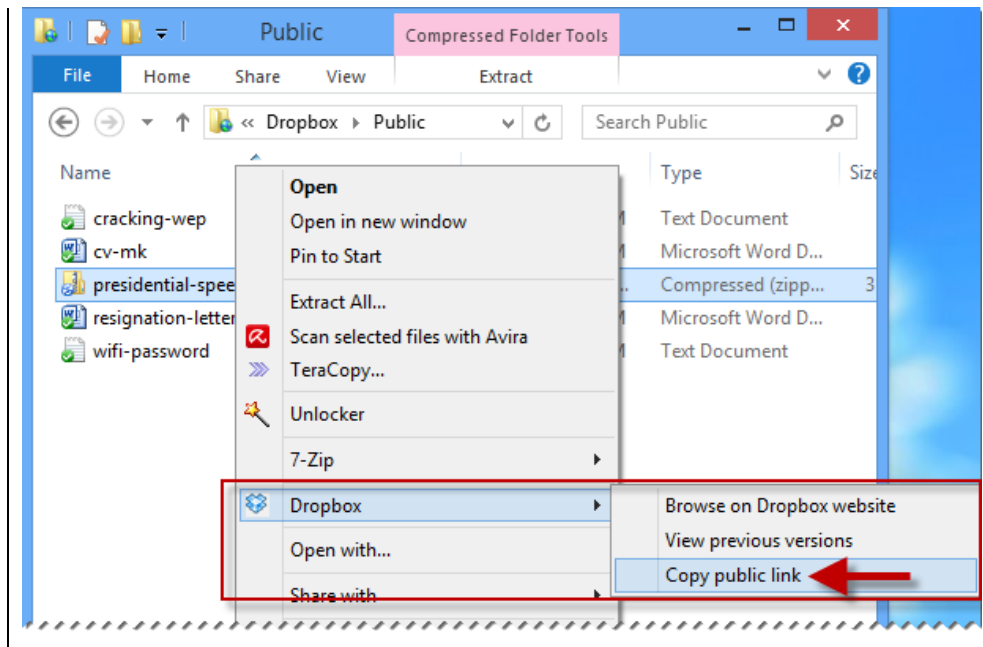 Public
Compressed Folder Tools
File Home Share View Extract
« Dropbox Public
Search Public
Name Type Size
cracking-wep Text Document
cv-mk Microsoft Word D...
presidential-spee Compressed (zipp... 3
resignation-letter Microsoft Word D...
wifi-password Text Document
Open
Open in new window
Pin to Start
Extract All...
Scan selected files with Avira
TeraCopy...
Unlocker
7-Zip
Dropbox
Open with...
Share with
Browse on Dropbox website
View previous versions
Copy public link